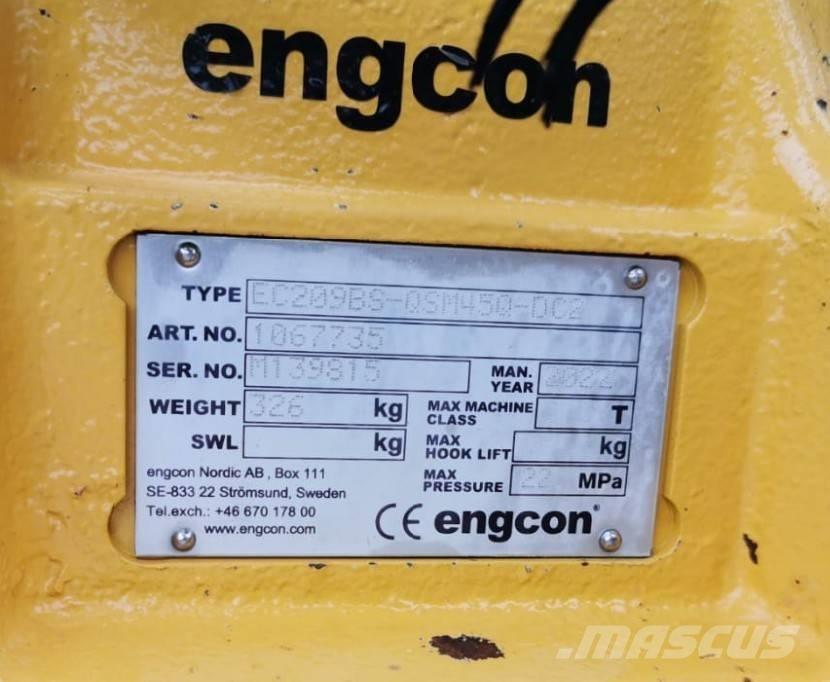 engcon
TYPE EC209BS-QSM45Q-DC2
ART. NO. 1067735
SER. NO. M139815 MAN. YEAR 2022
WEIGHT 326 kg MAX MACHINE CLASS T
SWL kg MAX HOOK LIFT kg
MAX PRESSURE 22 MPa
engcon Nordic AB , Box 111
SE-833 22 Strömsund, Sweden
Tel.exch.: +46 670 178 00
www.engcon.com
CE engcon®
.MASCUS